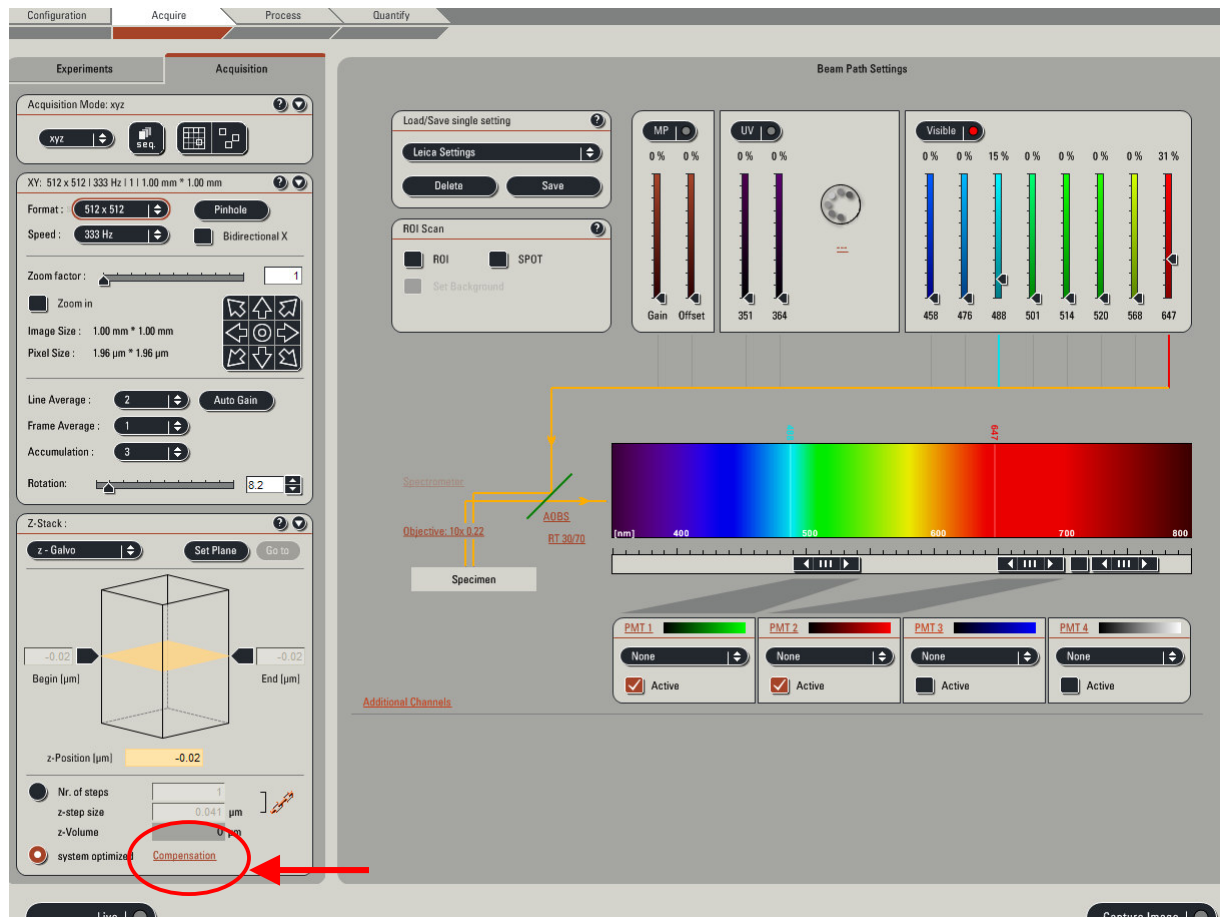 Configuration Acquire Process Quantify
Experiments Acquisition
Acquisition Mode: xyz
xyz seq.
XY: 512 x 512 | 333 Hz | 1 | 1.00 mm * 1.00 mm
Format : 512 x 512 Pinhole
Speed : 333 Hz Bidirectional X
Zoom factor : 1
Zoom in
Image Size : 1.00 mm * 1.00 mm
Pixel Size : 1.96 µm * 1.96 µm
Line Average : 2 Auto Gain
Frame Average : 1
Accumulation : 3
Rotation: 8.2
Z-Stack :
z - Galvo Set Plane Go to
-0.02 -0.02
Begin [µm] End [µm]
z-Position [µm] -0.02
Nr. of steps 1
z-step size 0.041 µm
z-Volume 0 µm
system optimized Compensation
Beam Path Settings
Load/Save single setting
Leica Settings
Delete Save
ROI Scan
ROI SPOT
Set Background
MP UV Visible
0 % 0 % 0 % 0 % 0 % 0 % 15 % 0 % 0 % 0 % 0 % 31 %
---
Gain Offset 351 364 458 476 488 501 514 520 568 647
647
Spectrometer
AOBS
Objective: 10x 0.22 RT 30/70
[nm] 400 500 600 700 800
Specimen
PMT 1 PMT 2 PMT 3 PMT 4
None None None None
Active Active Active Active
Additional Channels
Live Capture Image